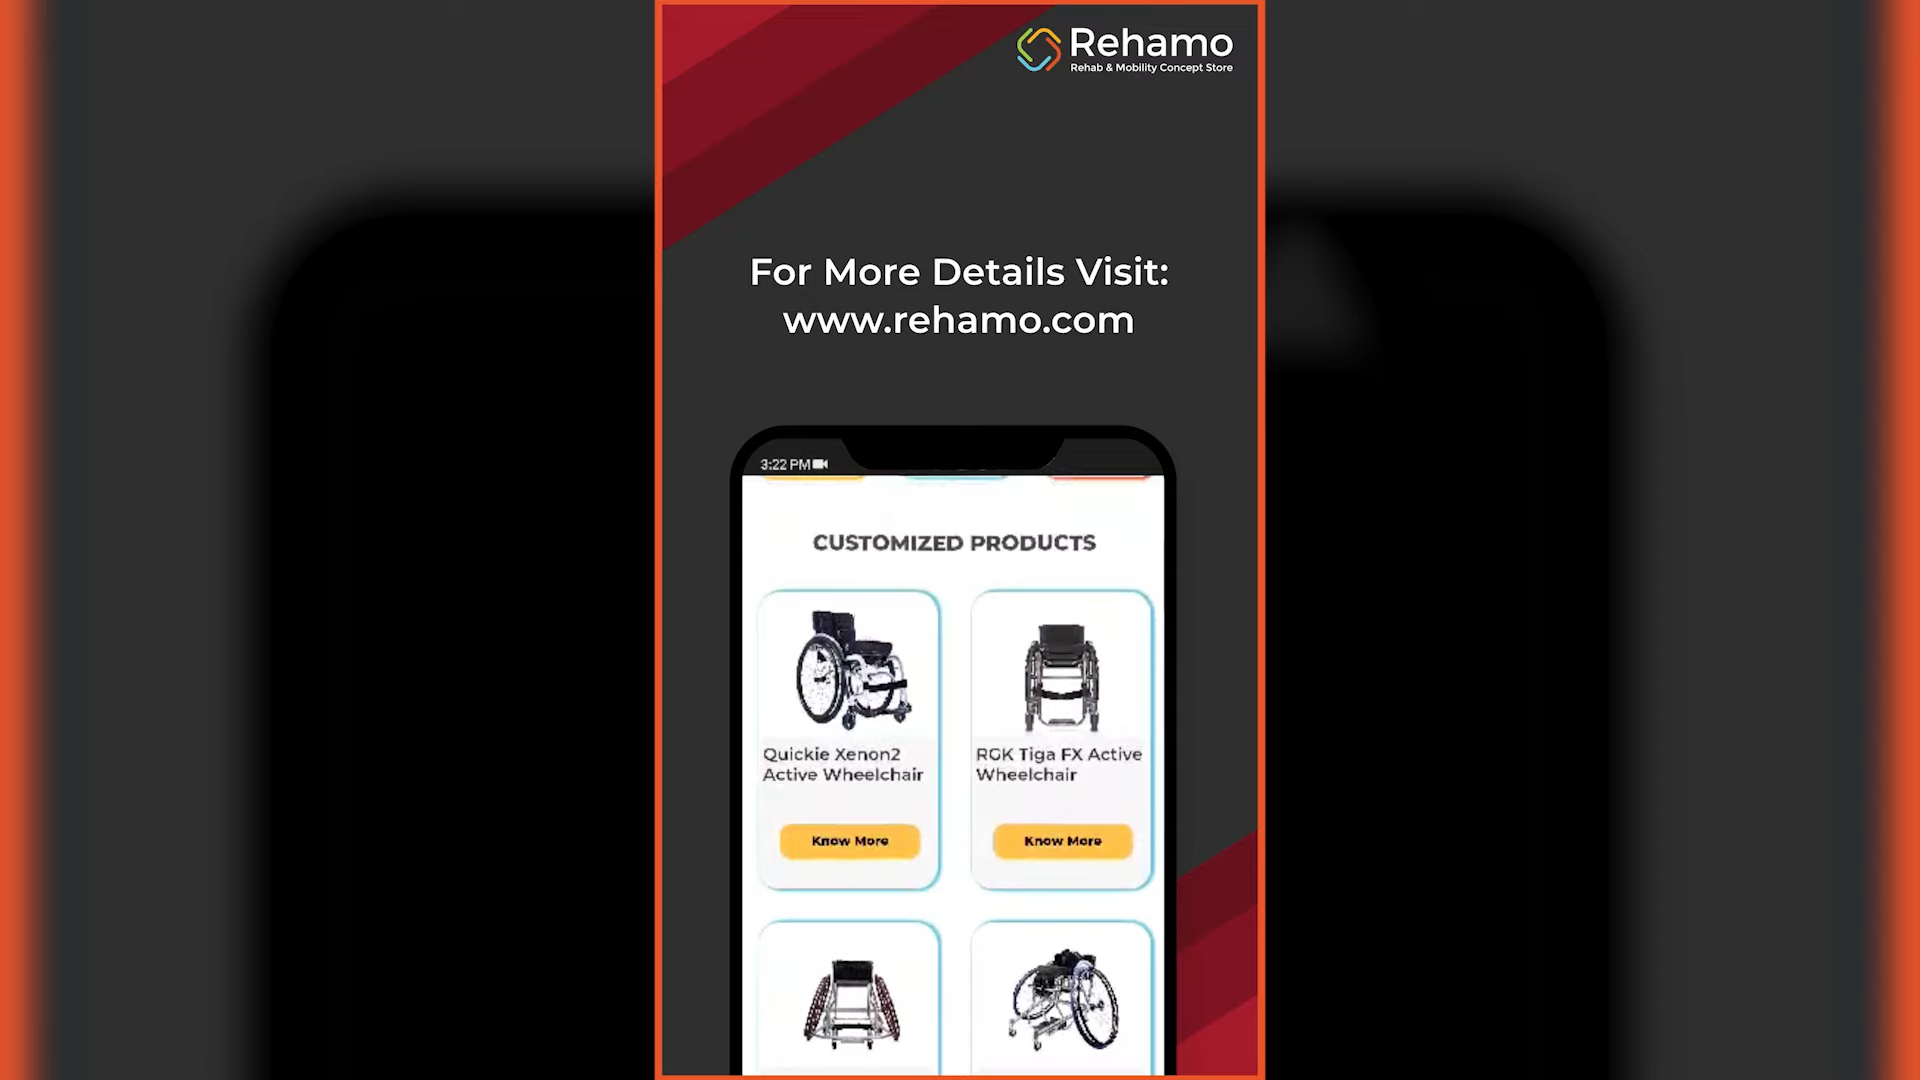 Rehamo
Rehab & Mobility Concept Store
For More Details Visit:
www.rehamo.com
3:22 PM
CUSTOMIZED PRODUCTS
Quickie Xenon2
Active Wheelchair
Know More
RGK Tiga FX Active
Wheelchair
Know More